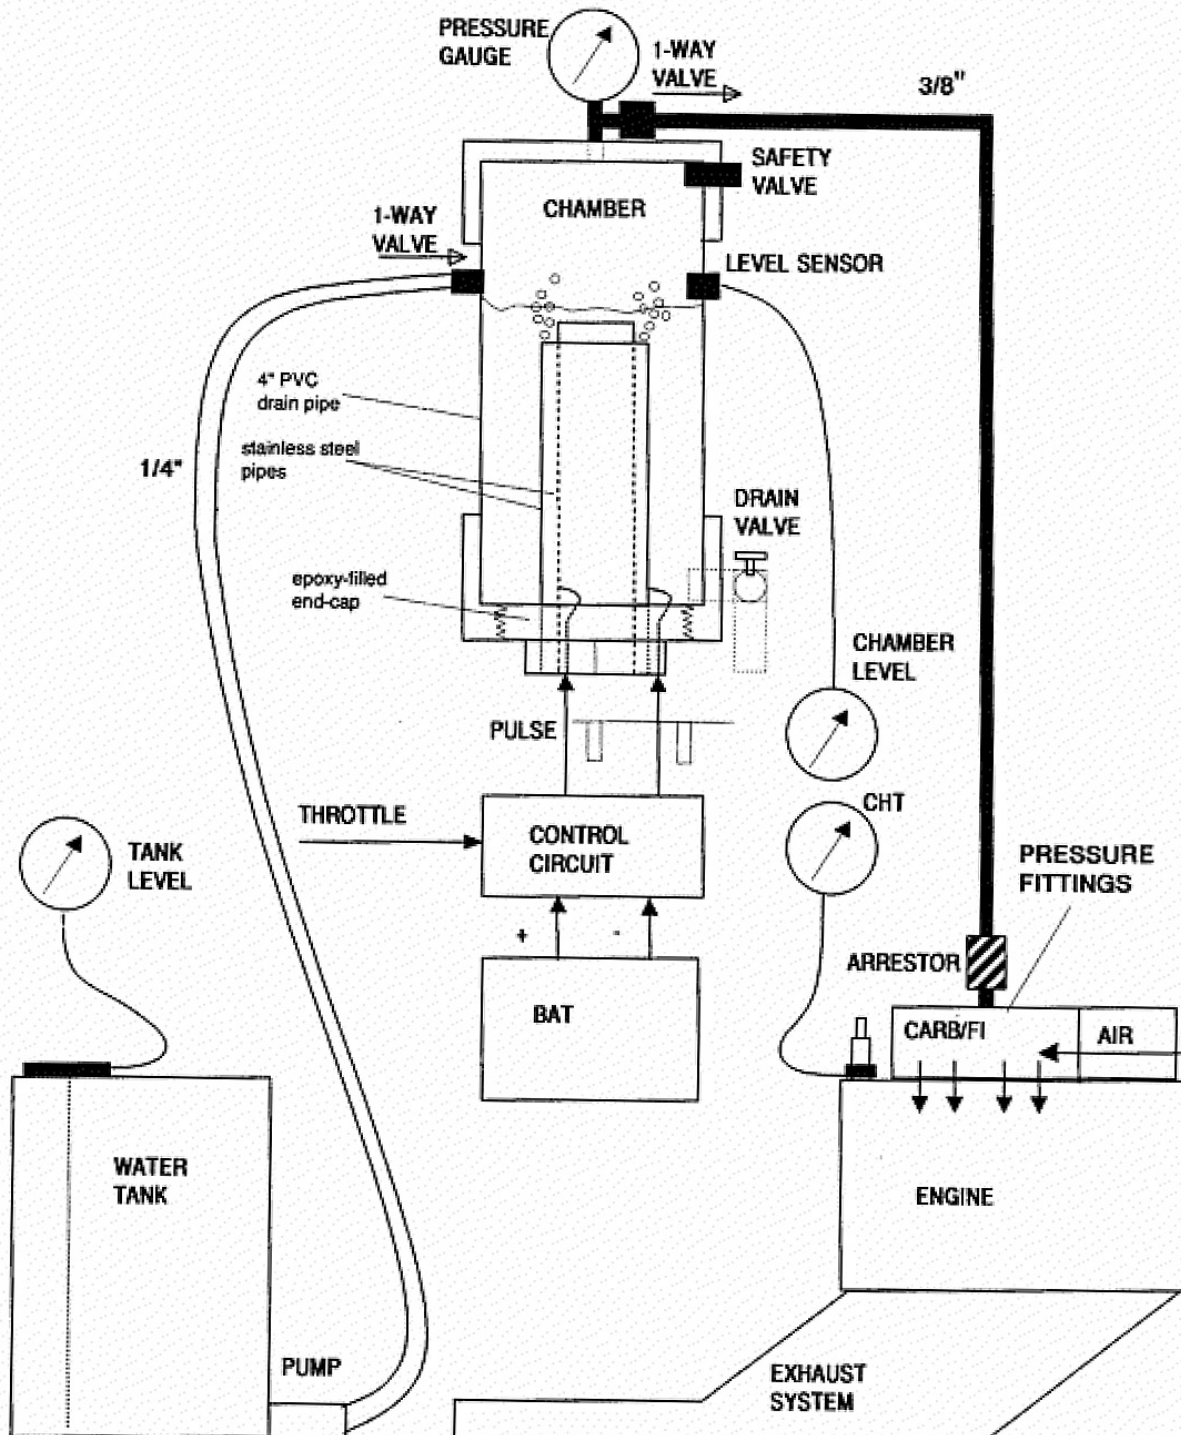 PRESSURE
GAUGE
1-WAY
VALVE
3/8"
SAFETY
VALVE
CHAMBER
1-WAY
VALVE
LEVEL SENSOR
4" PVC
drain pipe
stainless steel
pipes
1/4"
DRAIN
VALVE
epoxy-filled
end-cap
CHAMBER
LEVEL
PULSE
THROTTLE
CONTROL
CIRCUIT
CHT
TANK
LEVEL
PRESSURE
FITTINGS
+ -
ARRESTOR
BAT
CARB/FI
AIR
WATER
TANK
ENGINE
PUMP
EXHAUST
SYSTEM